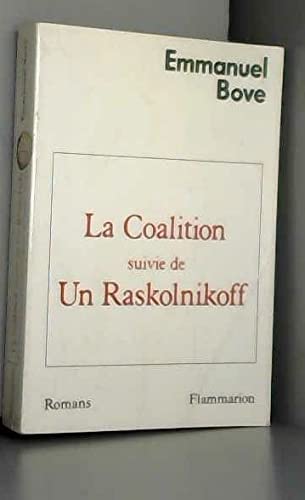 Emmanuel
Bove
La Coalition
suivie de
Un Raskolnikoff
Romans
Flammarion